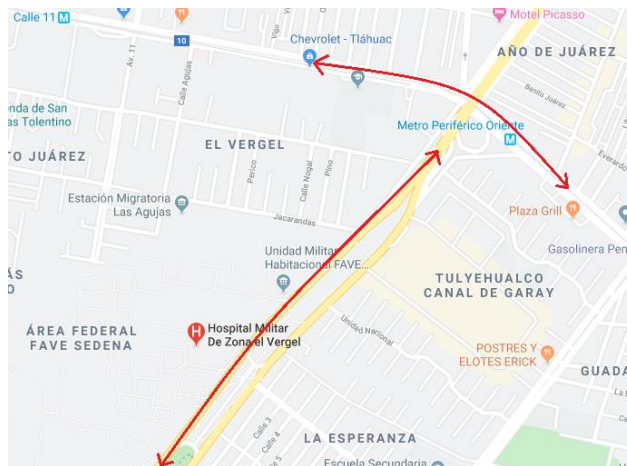 Calle 11
Motel Picasso
Vigo
Chevrolet - Tláhuac
10
AÑO DE JUÁREZ
Av. 11
Calle Agujas
Benito Juárez
enda de San
as Tolentino
Metro Periférico Oriente
EL VERGEL
TO JUÁREZ
Everardo
Perico
Calle Nogal
Pino
Estación Migratoria
Las Agujas
Plaza Grill
Jacarandas
Unidad Militar
Habitacional FAVE...
Gasolinera Pen
TULYEHUALCO
CANAL DE GARAY
ÁS
O
ÁREA FEDERAL
FAVE SEDENA
Hospital Militar
De Zona el Vergel
Unidad Nacional
POSTRES Y
ELOTES ERICK
GUADA
La
Calle 3
Calle 4
Calle 5
LA ESPERANZA
Escuela Secundaria